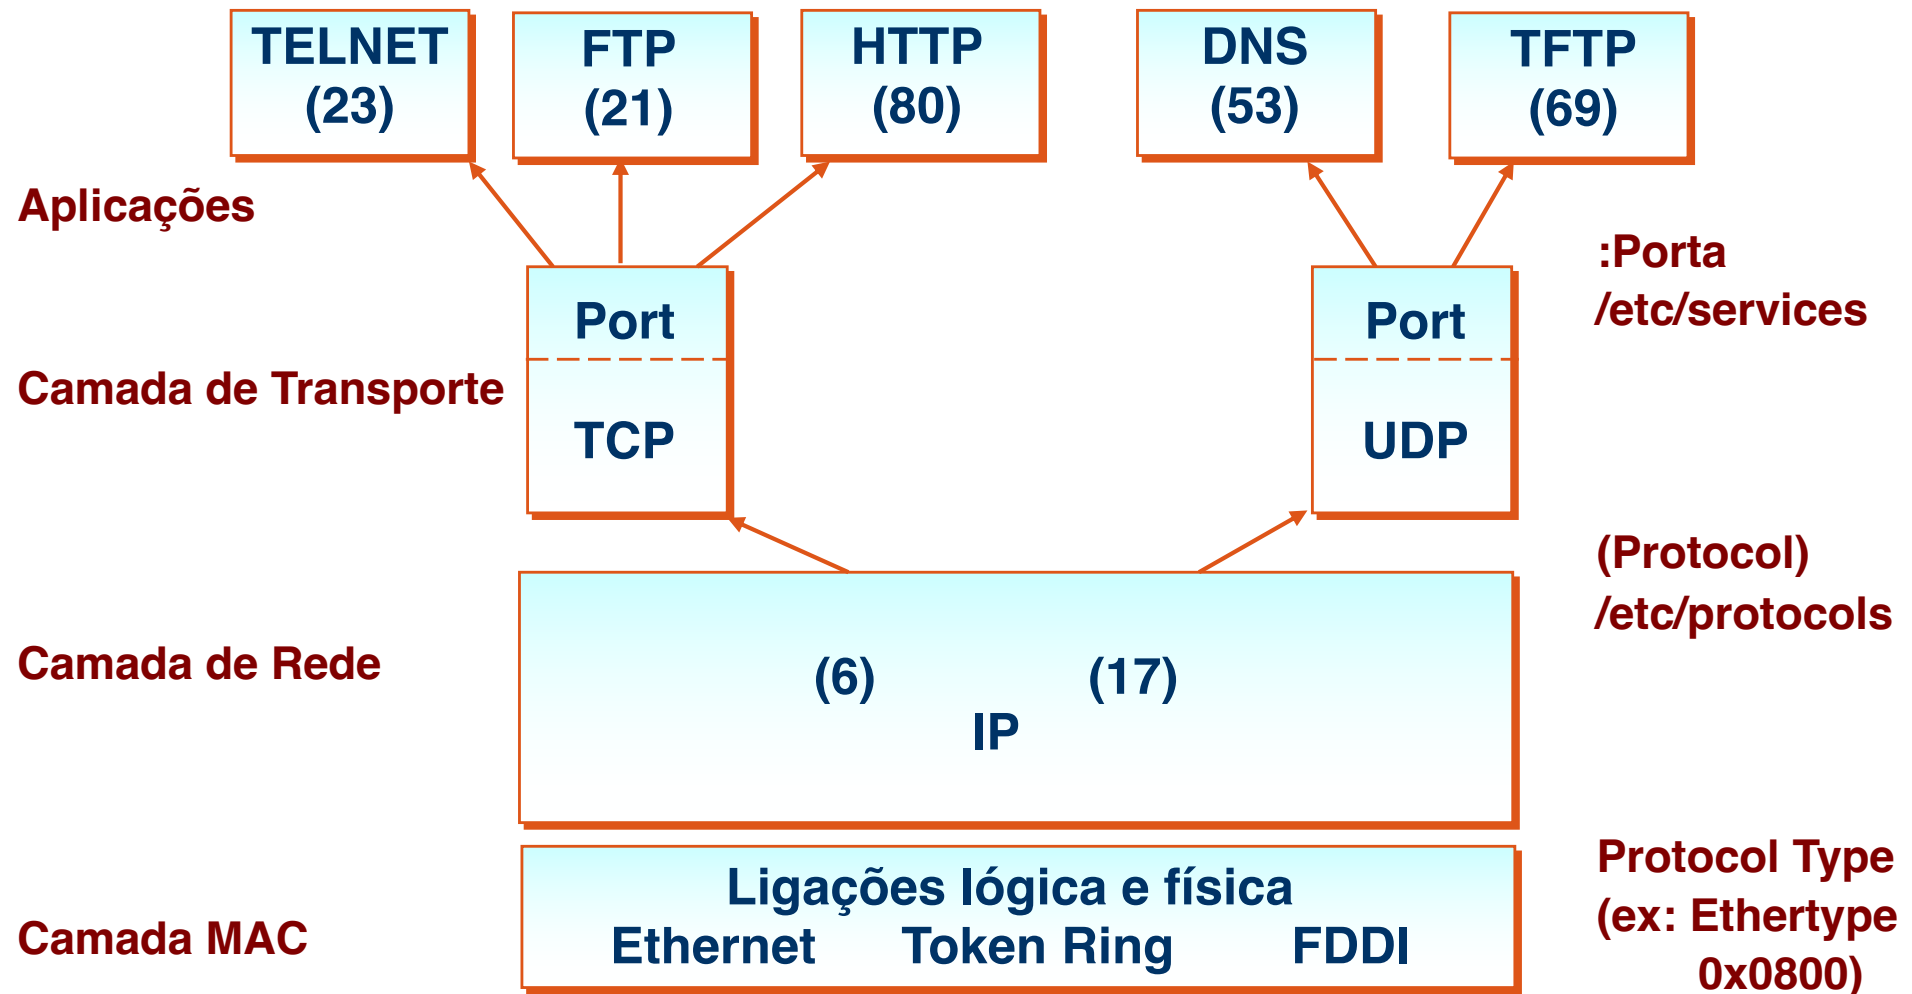 TELNET
(23)
FTP
(21)
HTTP
(80)
DNS
(53)
TFTP
(69)
Aplicações
:Porta
/etc/services
Port
Port
Camada de Transporte
TCP
UDP
(Protocol)
/etc/protocols
Camada de Rede
(6) (17)
IP
Ligações lógica e física
Ethernet Token Ring FDDI
Camada MAC
Protocol Type
(ex: Ethertype
0x0800)